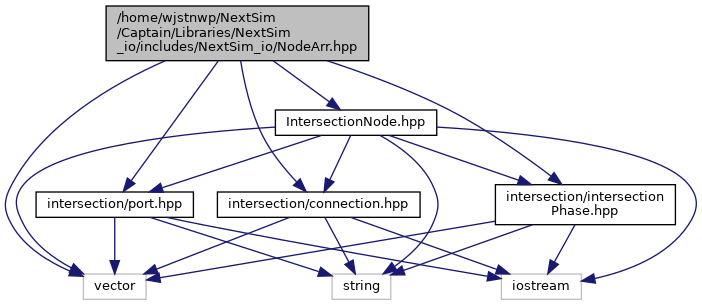 /home/wjstnwp/NextSim
/Captain/Libraries/NextSim
_io/includes/NextSim_io/NodeArr.hpp
IntersectionNode.hpp
intersection/port.hpp
intersection/connection.hpp
intersection/intersection
Phase.hpp
vector
string
iostream